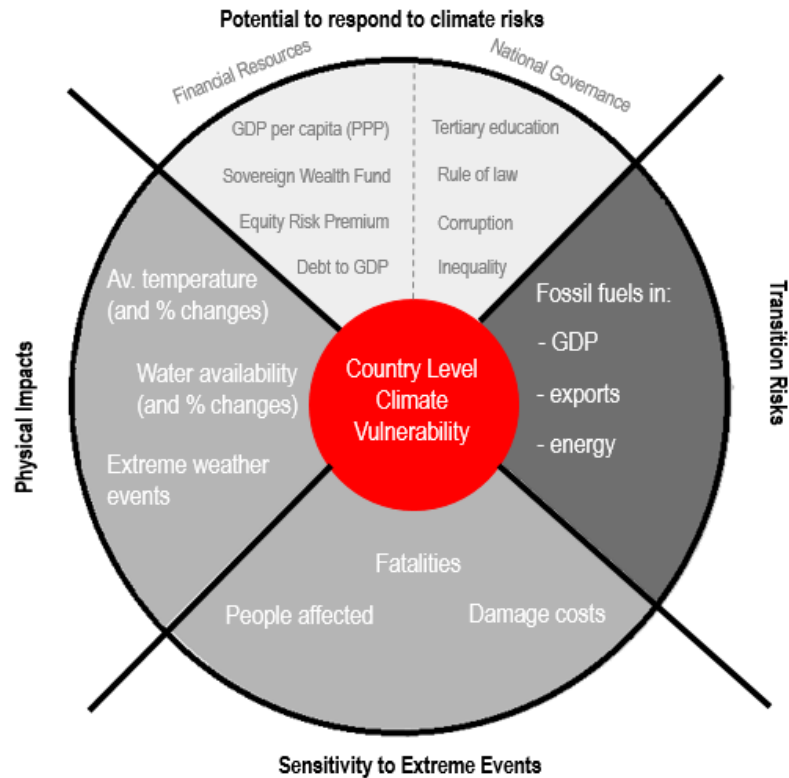 Potential to respond to climate risks
Financial Resources
National Governance
GDP per capita (PPP)
Sovereign Wealth Fund
Equity Risk Premium
Debt to GDP
Tertiary education
Rule of law
Corruption
Inequality
Physical Impacts
Av. temperature
(and % changes)
Water availability
(and % changes)
Extreme weather
events
Country Level
Climate
Vulnerability
Fossil fuels in:
- GDP
- exports
- energy
Transition Risks
Fatalities
People affected
Damage costs
Sensitivity to Extreme Events